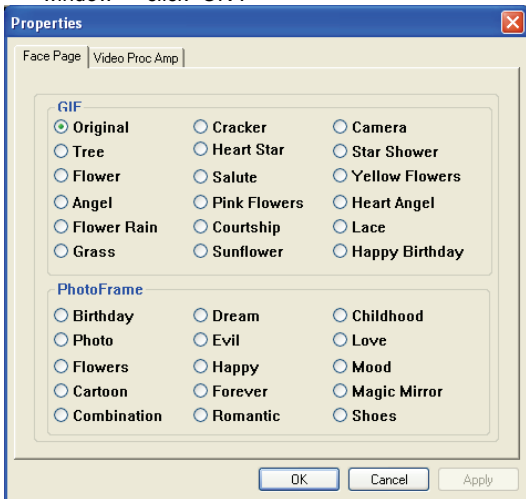 Properties
Face Page Video Proc Amp
GIF
Original Cracker Camera
Tree Heart Star Star Shower
Flower Salute Yellow Flowers
Angel Pink Flowers Heart Angel
Flower Rain Courtship Lace
Grass Sunflower Happy Birthday
PhotoFrame
Birthday Dream Childhood
Photo Evil Love
Flowers Happy Mood
Cartoon Forever Magic Mirror
Combination Romantic Shoes
OK Cancel Apply